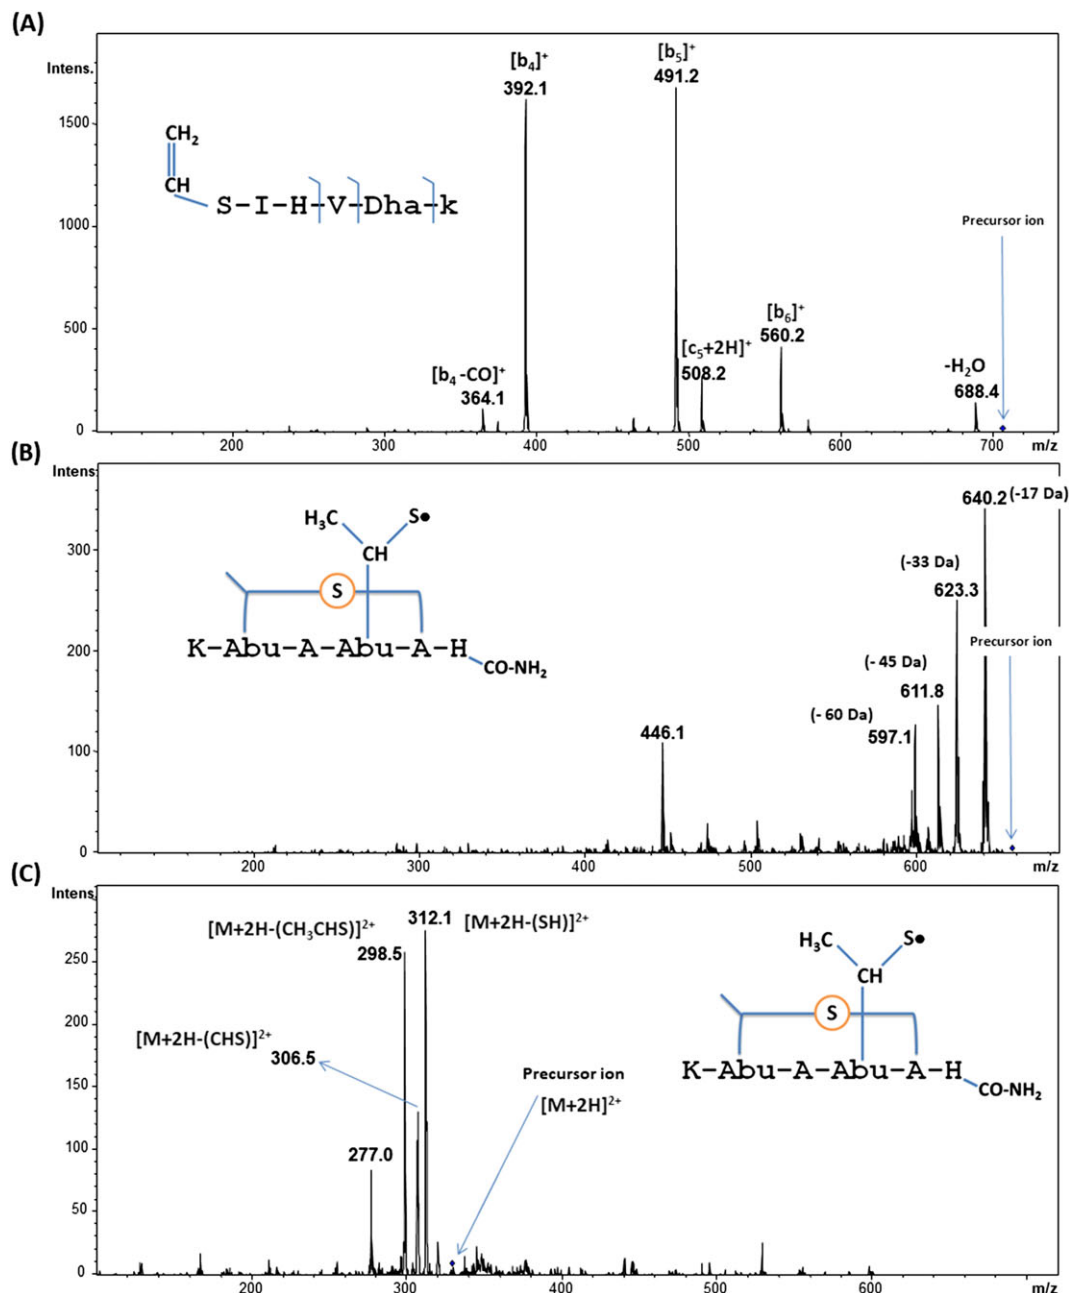 (A)
Intens.
1500
1000
500
0
[b4]+
392.1
[b5]+
491.2
[b6]+
560.2
[c5+2H]+
508.2
[b4 -CO]+
364.1
-H2O
688.4
Precursor ion
CH2
CH
S-I-H-V-Dha-k
200
300
400
500
600
700
m/z
(B)
Intens
300
200
100
0
640.2 (-17 Da)
(-33 Da)
623.3
Precursor ion
(- 45 Da)
611.8
(- 60 Da)
597.1
446.1
H3C
S•
CH
S
K-Abu-A-Abu-A-H
CO-NH2
200
300
400
500
600
m/z
(C)
Intens
250
200
150
100
50
0
[M+2H-(CH3CHS)]2+
298.5
312.1
[M+2H-(SH)]2+
[M+2H-(CHS)]2+
306.5
Precursor ion
[M+2H]2+
277.0
H3C
S•
CH
S
K-Abu-A-Abu-A-H
CO-NH2
200
300
400
500
600
m/z